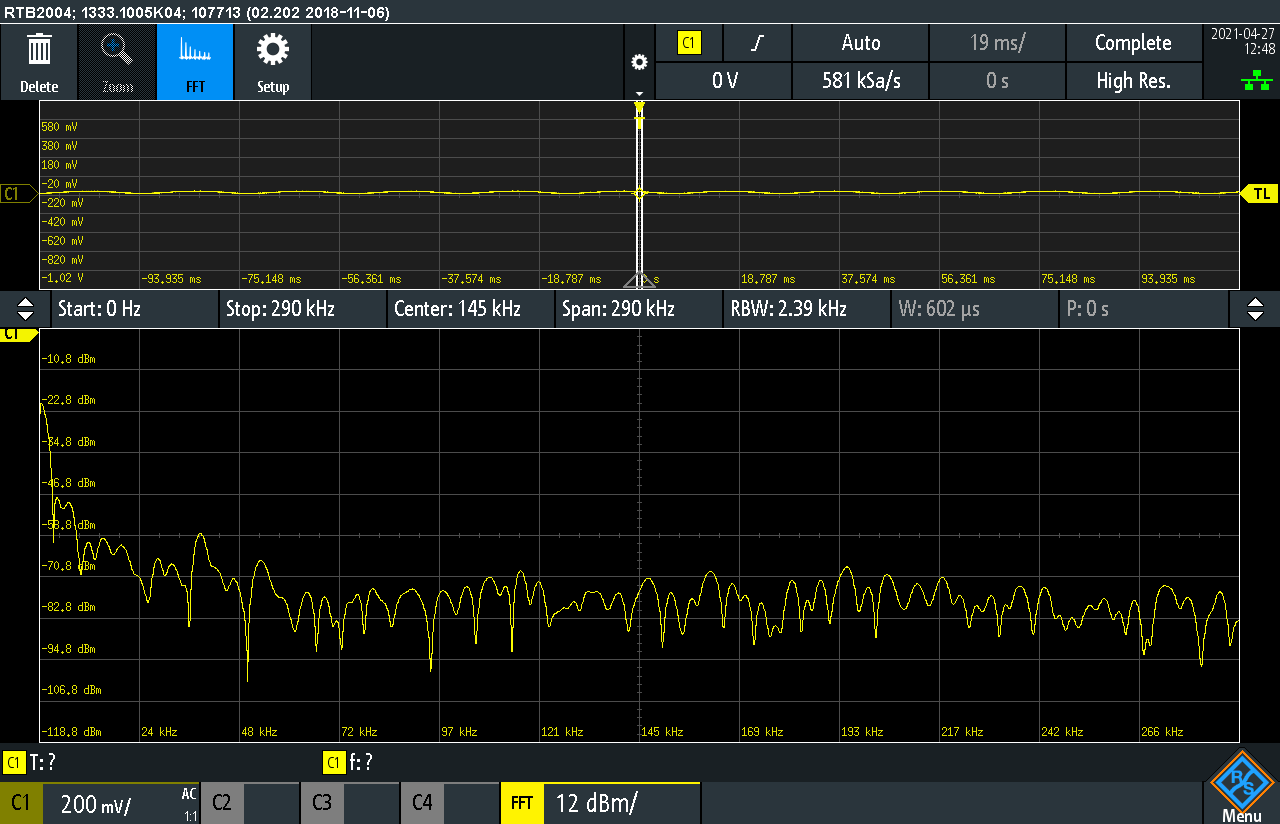 RTB2004; 1333.1005K04; 107713 (02.202 2018-11-06)
Delete
Zoom
FFT
Setup
C1
Auto
19 ms/
Complete
2021-04-27
12:48
0 V
581 kSa/s
0 s
High Res.
580 mV
380 mV
180 mV
-20 mV
C1
TL
-220 mV
-420 mV
-620 mV
-820 mV
-1.02 V
-93,935 ms
-75,148 ms
-56,361 ms
-37,574 ms
-18,787 ms
s
18,787 ms
37,574 ms
56,361 ms
75,148 ms
93,935 ms
Start: 0 Hz
Stop: 290 kHz
Center: 145 kHz
Span: 290 kHz
RBW: 2.39 kHz
W: 602 µs
P: 0 s
C1
-10,8 dBm
-22,8 dBm
-34,8 dBm
-46,8 dBm
-58,8 dBm
-70,8 dBm
-82,8 dBm
-94,8 dBm
-106,8 dBm
-118,8 dBm
24 kHz
48 kHz
72 kHz
97 kHz
121 kHz
145 kHz
169 kHz
193 kHz
217 kHz
242 kHz
266 kHz
C1 T: ?
C1 f: ?
C1
200 mV/
AC
1:1
C2
C3
C4
FFT
12 dBm/
R S
Menu